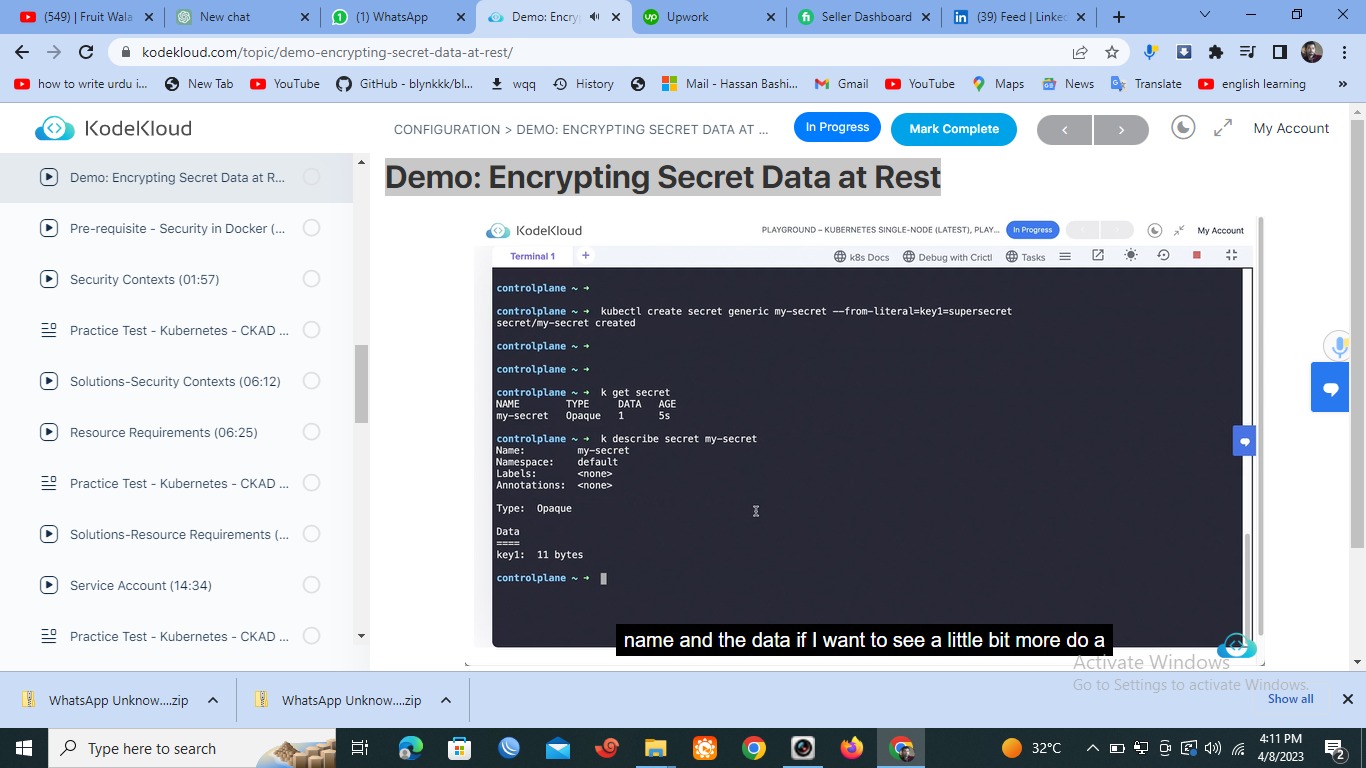 (549) | Fruit Wala
New chat
(1) WhatsApp
Demo: Encry
Upwork
Seller Dashboard
(39) Feed | Linke
kodekloud.com/topic/demo-encrypting-secret-data-at-rest/
how to write urdu i...
New Tab
YouTube
GitHub - blynkkk/bl...
wqq
History
Mail - Hassan Bashi...
Gmail
YouTube
Maps
News
Translate
english learning
KodeKloud
CONFIGURATION > DEMO: ENCRYPTING SECRET DATA AT ...
In Progress
Mark Complete
My Account
Demo: Encrypting Secret Data at R...
Pre-requisite - Security in Docker (...
Security Contexts (01:57)
Practice Test - Kubernetes - CKAD ...
Solutions-Security Contexts (06:12)
Resource Requirements (06:25)
Practice Test - Kubernetes - CKAD ...
Solutions-Resource Requirements (...
Service Account (14:34)
Practice Test - Kubernetes - CKAD ...
Demo: Encrypting Secret Data at Rest
KodeKloud
PLAYGROUND – KUBERNETES SINGLE-NODE (LATEST), PLAY...
In Progress
My Account
Terminal 1
+
k8s Docs
Debug with Crictl
Tasks
controlplane ~ ➜
controlplane ~ ➜ kubectl create secret generic my-secret --from-literal=key1=supersecret
secret/my-secret created
controlplane ~ ➜
controlplane ~ ➜
controlplane ~ ➜ k get secret
NAME TYPE DATA AGE
my-secret Opaque 1 5s
controlplane ~ ➜ k describe secret my-secret
Name: my-secret
Namespace: default
Labels: <none>
Annotations: <none>
Type: Opaque
Data
====
key1: 11 bytes
controlplane ~ ➜
name and the data if I want to see a little bit more do a
Activate Windows
Go to Settings to activate Windows.
WhatsApp Unknow....zip
WhatsApp Unknow....zip
Show all
Type here to search
32°C
4:11 PM
4/8/2023
2